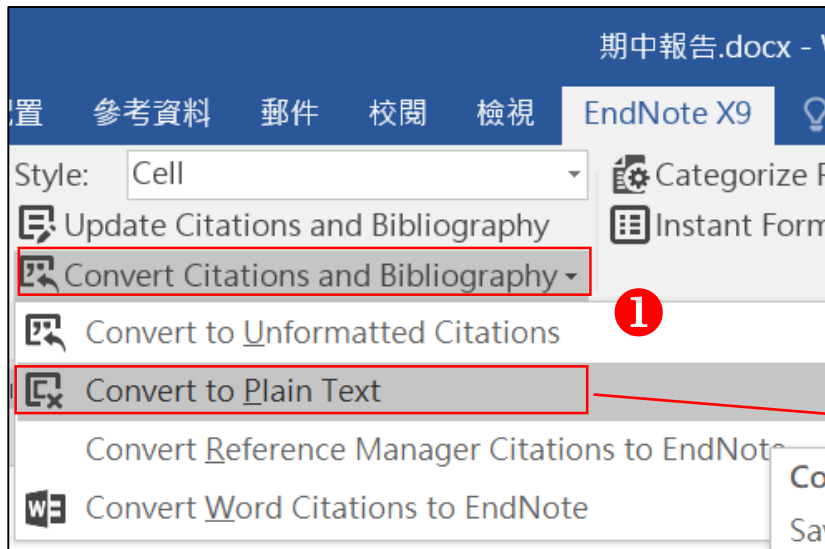 期中報告.docx -
置 參考資料 郵件 校閱 檢視 EndNote X9
Style: Cell Categorize
Update Citations and Bibliography Instant Form
Convert Citations and Bibliography
1
Convert to Unformatted Citations
Convert to Plain Text
Convert Reference Manager Citations to EndNote
Co
Convert Word Citations to EndNote
Sav